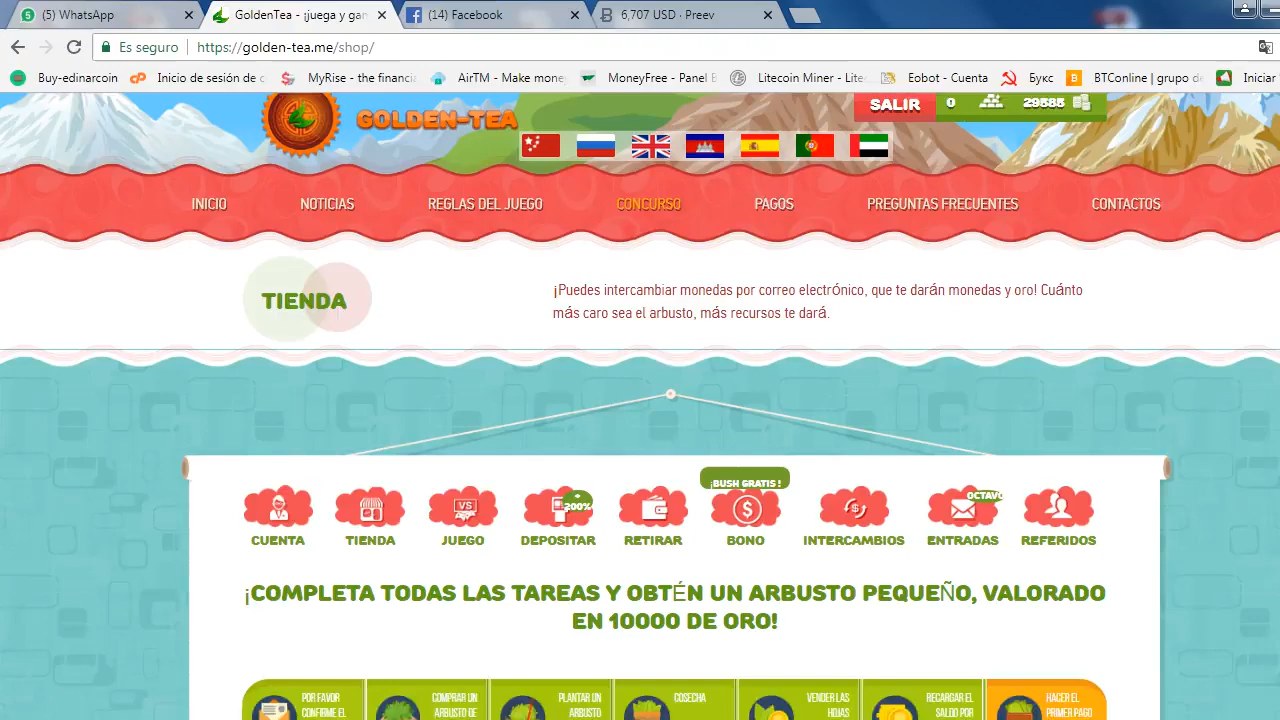 (5) WhatsApp
GoldenTea - ¡juega y gan
(14) Facebook
6,707 USD · Preev
Es seguro
https://golden-tea.me/shop/
Buy-edinarcoin
Inicio de sesión de c
MyRise - the financia
AirTM - Make mone
MoneyFree - Panel B
Litecoin Miner - Lite
Eobot - Cuenta
Букс
BTConline | grupo de
Iniciar
GOLDEN-TEA
SALIR
0
29585
INICIO
NOTICIAS
REGLAS DEL JUEGO
CONCURSO
PAGOS
PREGUNTAS FRECUENTES
CONTACTOS
TIENDA
¡Puedes intercambiar monedas por correo electrónico, que te darán monedas y oro! Cuánto
más caro sea el arbusto, más recursos te dará.
¡BUSH GRATIS !
VS
+
200%
OCTAVO
CUENTA
TIENDA
JUEGO
DEPOSITAR
RETIRAR
BONO
INTERCAMBIOS
ENTRADAS
REFERIDOS
¡COMPLETA TODAS LAS TAREAS Y OBTÉN UN ARBUSTO PEQUEÑO, VALORADO
EN 10000 DE ORO!
POR FAVOR
CONFIRME EL
COMPRAR UN
ARBUSTO DE
PLANTAR UN
ARBUSTO
COSECHA
VENDER LAS
HOJAS
RECARGAR EL
SALDO POR
HACER EL
PRIMER PAGO